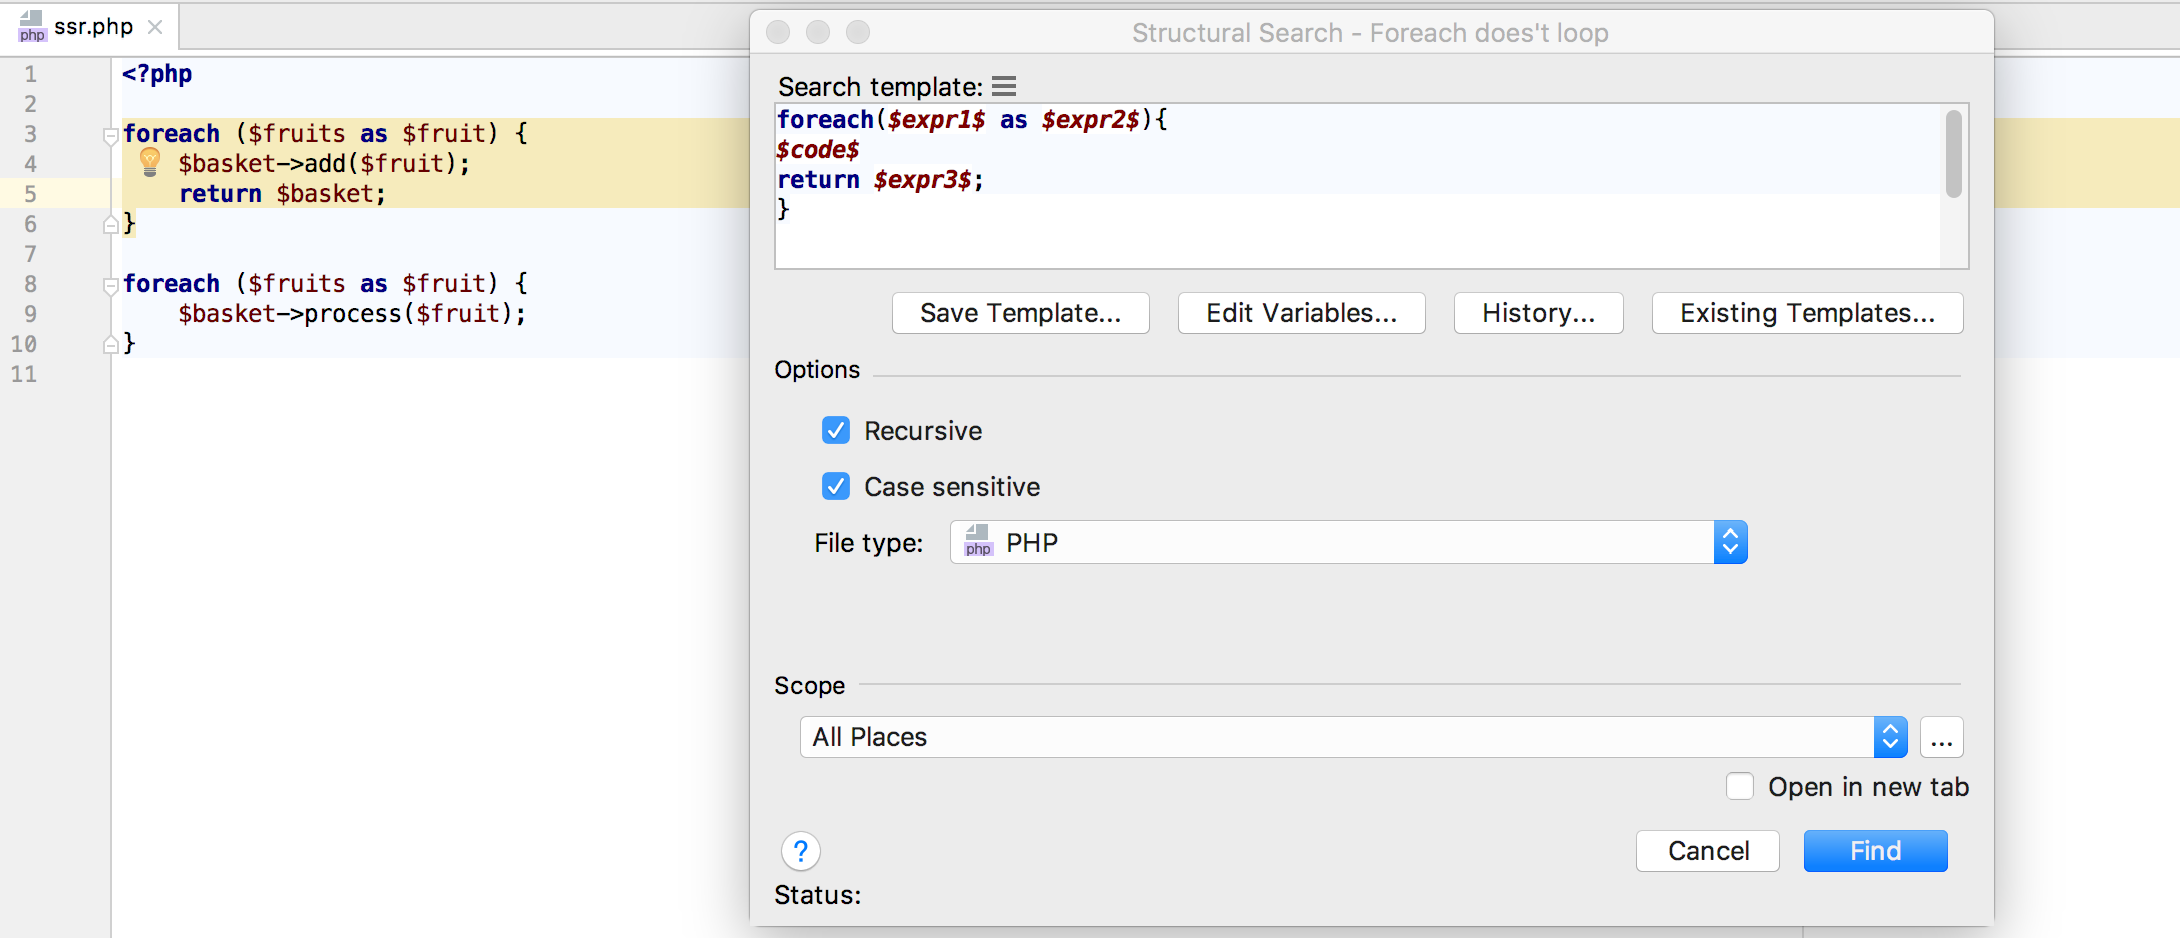 php ssr.php
1 <?php
2
3 foreach ($fruits as $fruit) {
4 $basket->add($fruit);
5 return $basket;
6 }
7
8 foreach ($fruits as $fruit) {
9 $basket->process($fruit);
10 }
11
Structural Search - Foreach does't loop
Search template:
foreach($expr1$ as $expr2$){
$code$
return $expr3$;
}
Save Template... Edit Variables... History... Existing Templates...
Options
Recursive
Case sensitive
File type: php PHP
Scope
All Places ...
Open in new tab
? Cancel Find
Status: